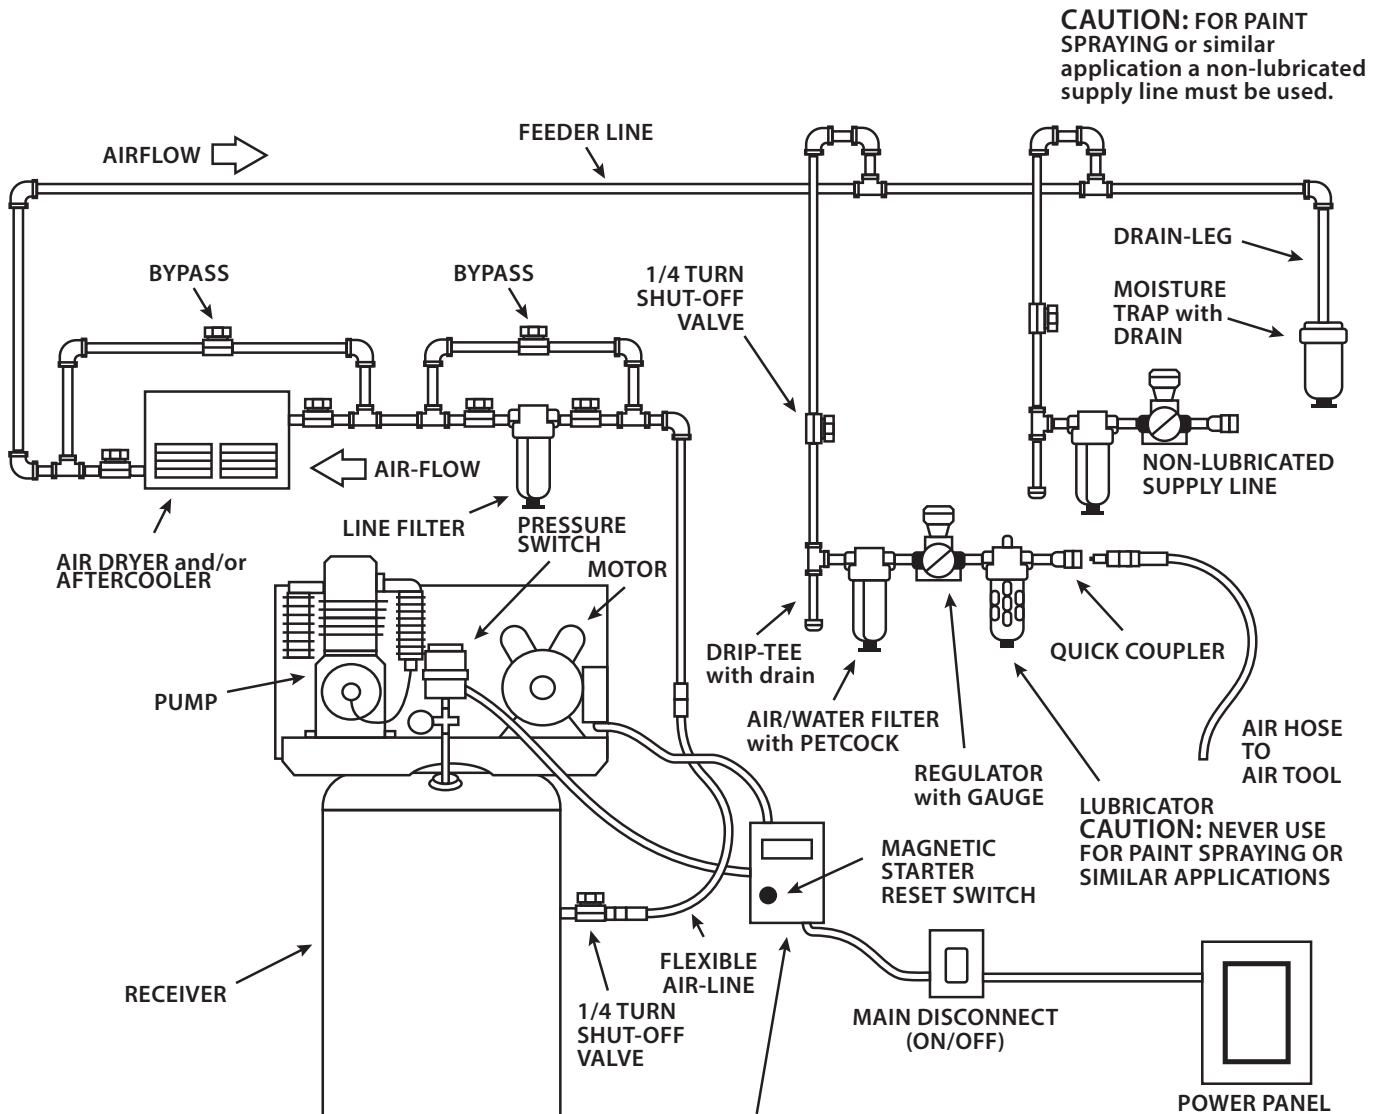 CAUTION: FOR PAINT
SPRAYING or similar
application a non-lubricated
supply line must be used.
FEEDER LINE
AIRFLOW
DRAIN-LEG
BYPASS
BYPASS
1/4 TURN
SHUT-OFF
VALVE
MOISTURE
TRAP with
DRAIN
AIR-FLOW
NON-LUBRICATED
SUPPLY LINE
LINE FILTER
PRESSURE
SWITCH
AIR DRYER and/or
AFTERCOOLER
MOTOR
DRIP-TEE
with drain
QUICK COUPLER
PUMP
AIR/WATER FILTER
with PETCOCK
AIR HOSE
TO
AIR TOOL
REGULATOR
with GAUGE
LUBRICATOR
CAUTION: NEVER USE
FOR PAINT SPRAYING OR
SIMILAR APPLICATIONS
MAGNETIC
STARTER
RESET SWITCH
FLEXIBLE
AIR-LINE
RECEIVER
1/4 TURN
SHUT-OFF
VALVE
MAIN DISCONNECT
(ON/OFF)
POWER PANEL